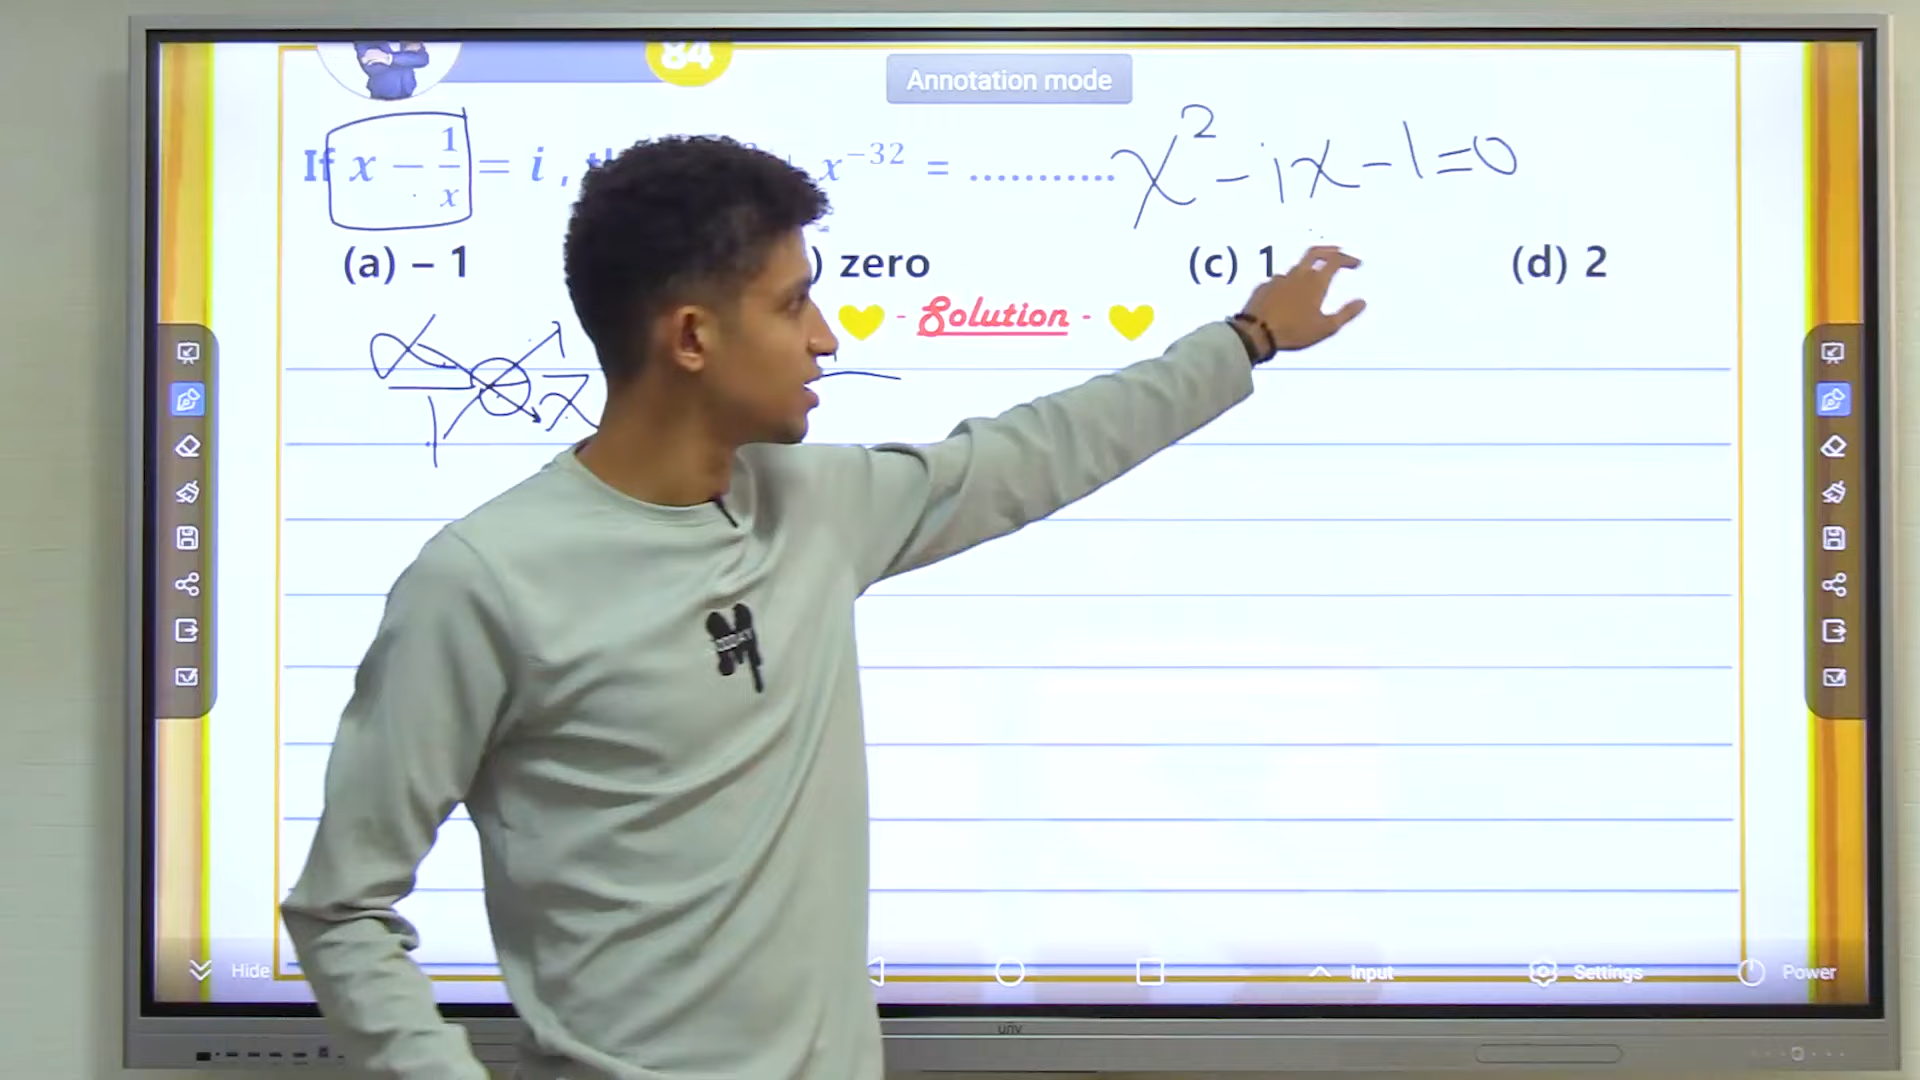 84
Annotation mode
If x − 1/x = i , x⁻³² = ........... x² − ix − 1 = 0
(a) – 1 ) zero (c) 1 (d) 2
- Solution -
Hide Input Settings Power
unv